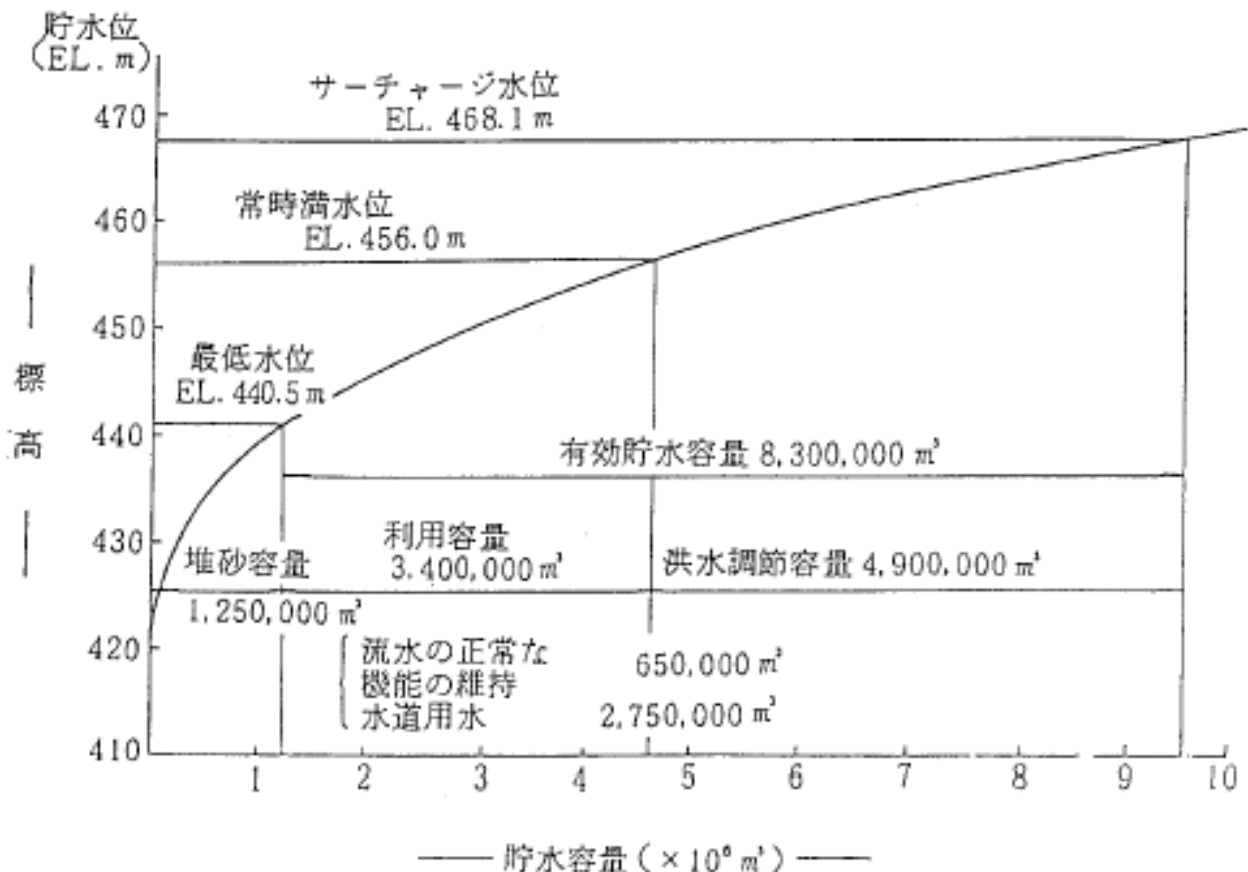 貯水位
(EL. m)
サーチャージ水位
EL. 468.1 m
470
常時満水位
EL. 456.0 m
460
450
最低水位
EL. 440.5 m
440
標
高
有効貯水容量 8,300,000 m³
430
堆砂容量
1,250,000 m³
利用容量
3.400,000 m³
洪水調節容量 4,900,000 m³
420
流水の正常な
機能の維持
650,000 m³
水道用水 2,750,000 m³
410
1 2 3 4 5 6 7 8 9 10
貯水容量 (×10⁶ m³)